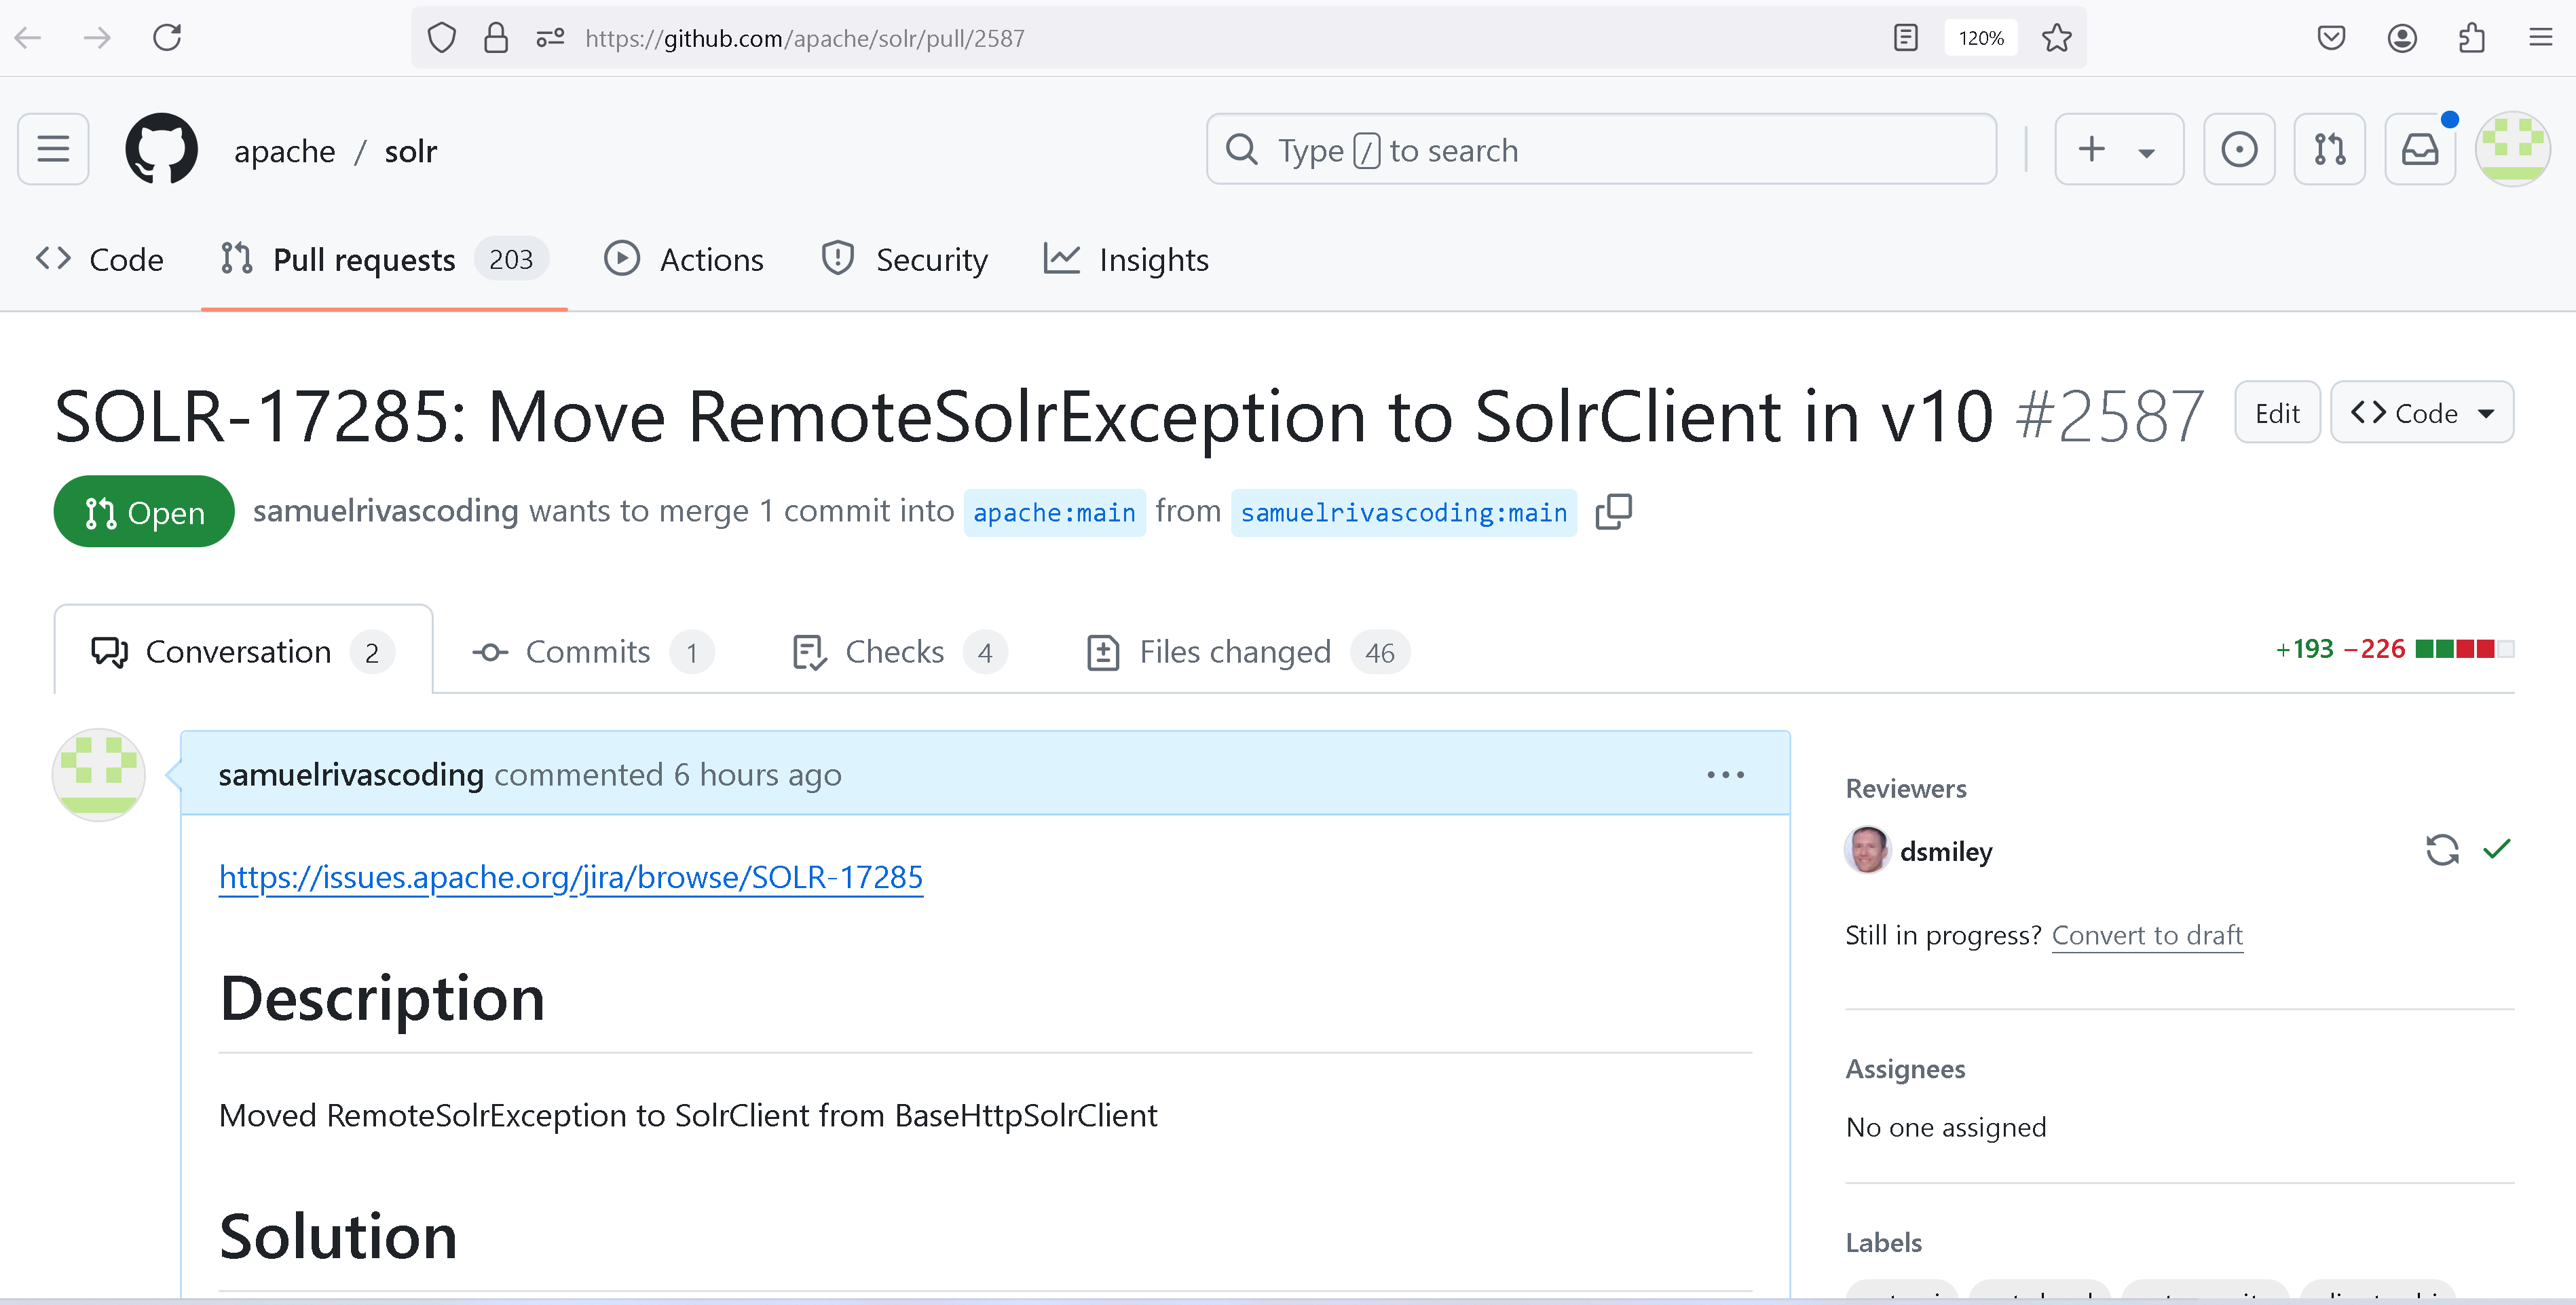 https://github.com/apache/solr/pull/2587
120%
apache / solr
Type / to search
Code
Pull requests 203
Actions
Security
Insights
SOLR-17285: Move RemoteSolrException to SolrClient in v10 #2587
Edit
Code
Open
samuelrivascoding wants to merge 1 commit into apache:main from samuelrivascoding:main
Conversation 2
Commits 1
Checks 4
Files changed 46
+193 −226
samuelrivascoding commented 6 hours ago
https://issues.apache.org/jira/browse/SOLR-17285
Description
Moved RemoteSolrException to SolrClient from BaseHttpSolrClient
Solution
Reviewers
dsmiley
Still in progress? Convert to draft
Assignees
No one assigned
Labels